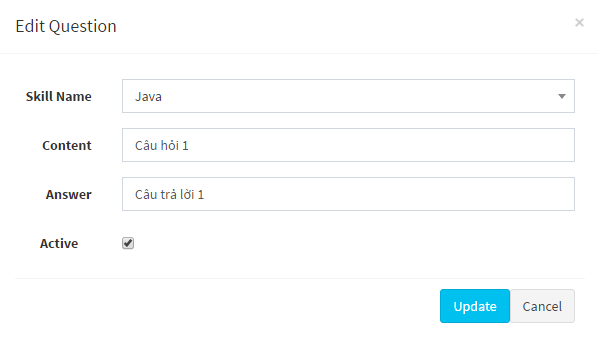 Edit Question
×
Skill Name Java
Content Câu hỏi 1
Answer Câu trả lời 1
Active
Update Cancel